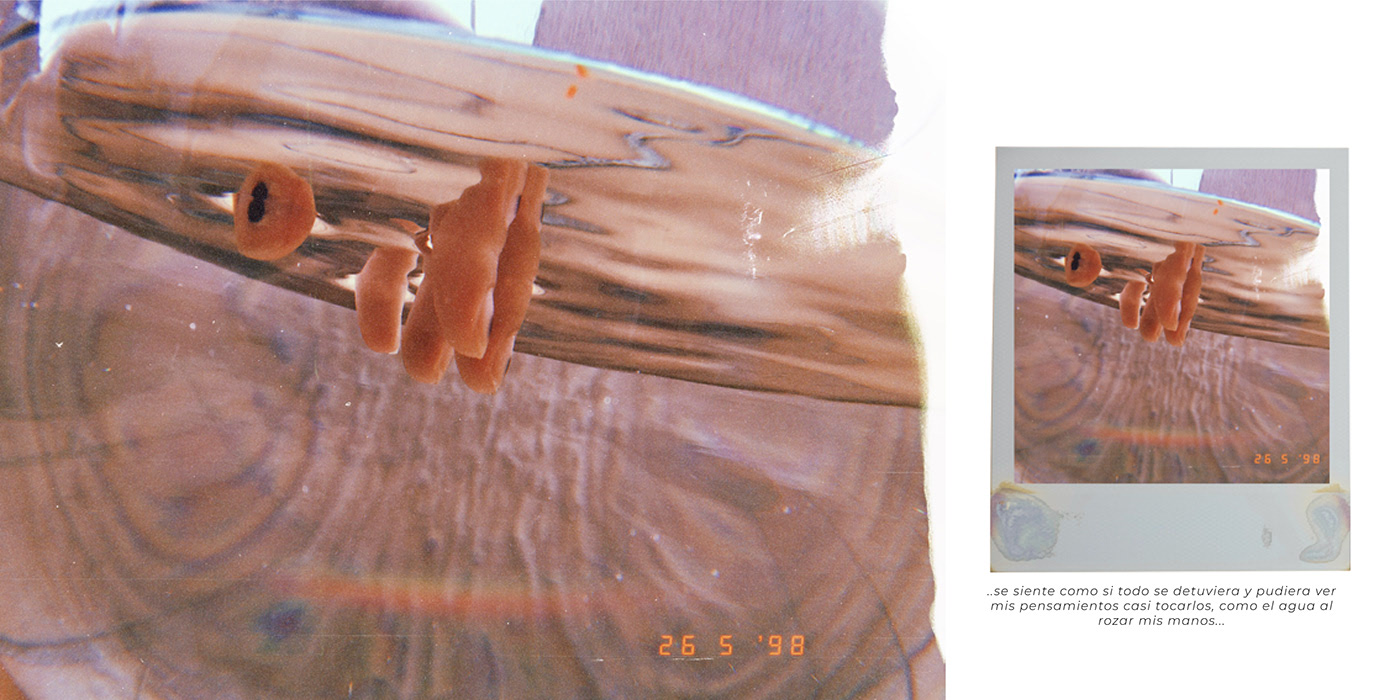 26 5 '98
26 5 '98
..se siente como si todo se detuviera y pudiera ver
mis pensamientos casi tocarlos, como el agua al
rozar mis manos...